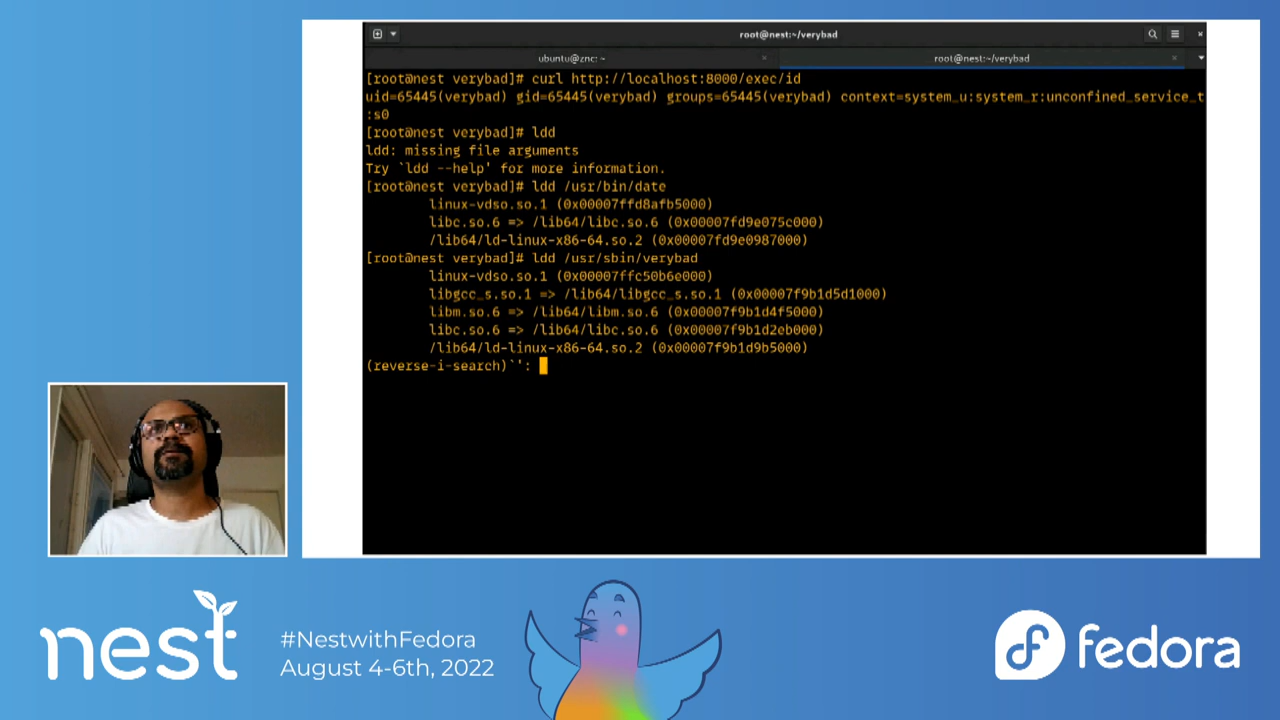 root@nest:~/verybad
ubuntu@znc: ~
root@nest:~/verybad
[root@nest verybad]# curl http://localhost:8000/exec/id
uid=65445(verybad) gid=65445(verybad) groups=65445(verybad) context=system_u:system_r:unconfined_service_t
:s0
[root@nest verybad]# ldd
ldd: missing file arguments
Try `ldd --help' for more information.
[root@nest verybad]# ldd /usr/bin/date
linux-vdso.so.1 (0x00007ffd8afb5000)
libc.so.6 => /lib64/libc.so.6 (0x00007fd9e075c000)
/lib64/ld-linux-x86-64.so.2 (0x00007fd9e0987000)
[root@nest verybad]# ldd /usr/sbin/verybad
linux-vdso.so.1 (0x00007ffc50b6e000)
libgcc_s.so.1 => /lib64/libgcc_s.so.1 (0x00007f9b1d5d1000)
libm.so.6 => /lib64/libm.so.6 (0x00007f9b1d4f5000)
libc.so.6 => /lib64/libc.so.6 (0x00007f9b1d2eb000)
/lib64/ld-linux-x86-64.so.2 (0x00007f9b1d9b5000)
(reverse-i-search)`':
nest
#NestwithFedora
August 4-6th, 2022
fedora